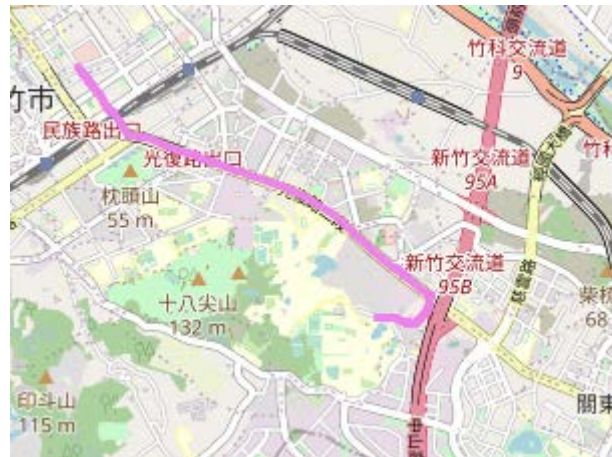 竹科交流道
9
竹市
民族路出口
光復路出口
新竹交流道
95A
枕頭山
55 m
新竹交流道
95B
十八尖山
132 m
68
印斗山
115 m
關東